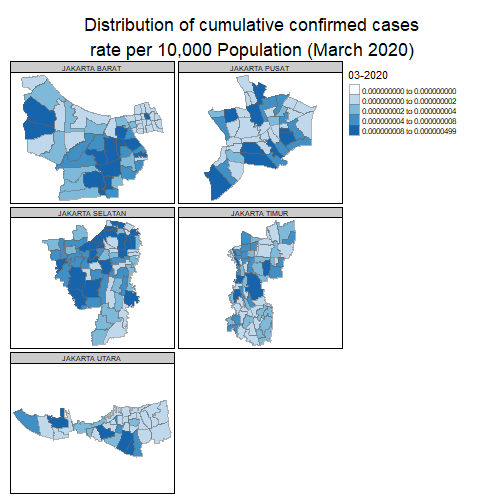 Distribution of cumulative confirmed cases
rate per 10,000 Population (March 2020)
JAKARTA BARAT
JAKARTA PUSAT
03-2020
0.000000000 to 0.000000000
0.000000000 to 0.000000002
0.000000002 to 0.000000004
0.000000004 to 0.000000008
0.000000008 to 0.000000499
JAKARTA SELATAN
JAKARTA TIMUR
JAKARTA UTARA